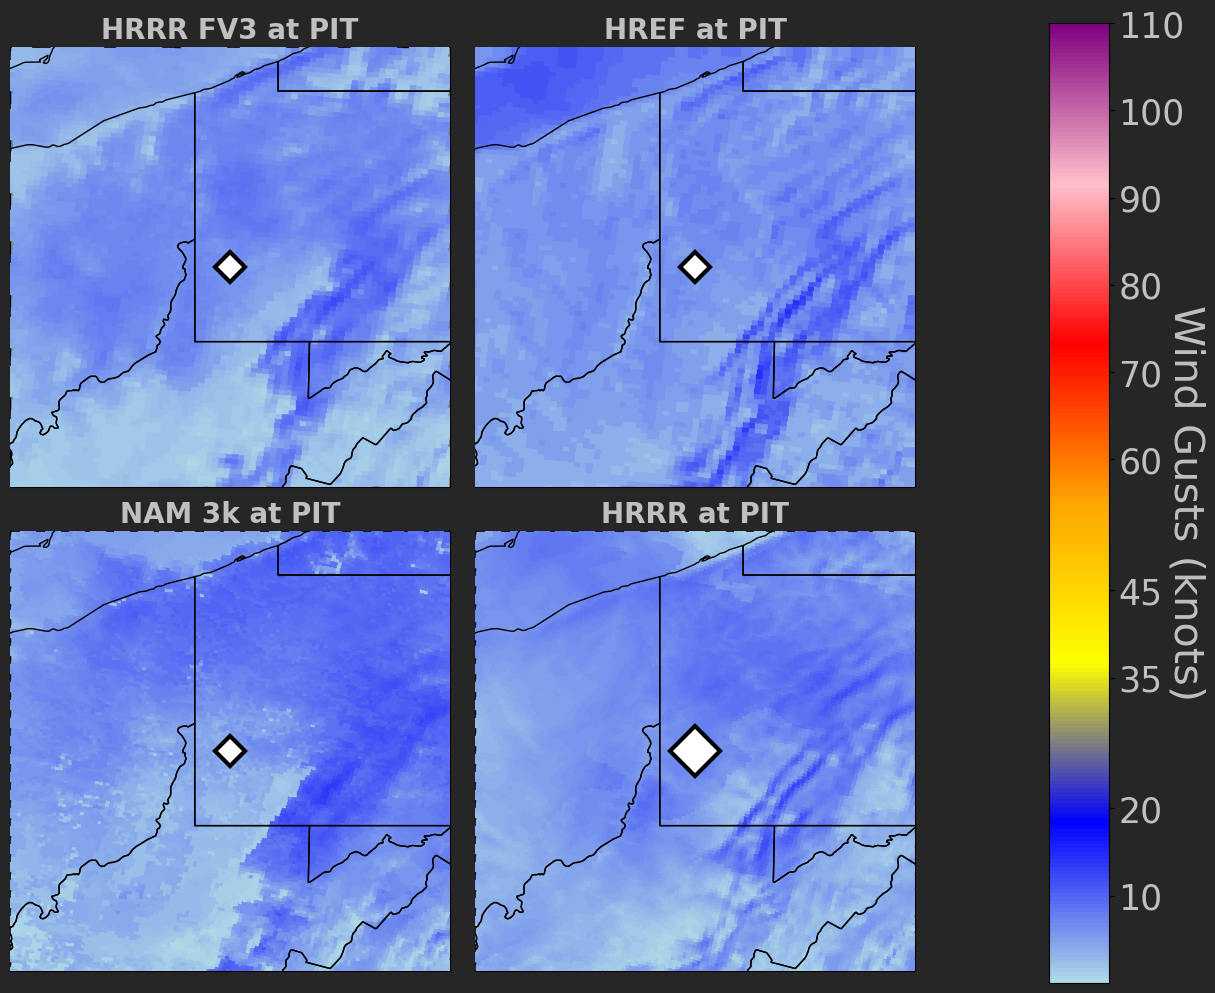 HRRR FV3 at PIT
HREF at PIT
NAM 3k at PIT
HRRR at PIT
110
100
90
80
70
60
45
35
20
10
Wind Gusts (knots)